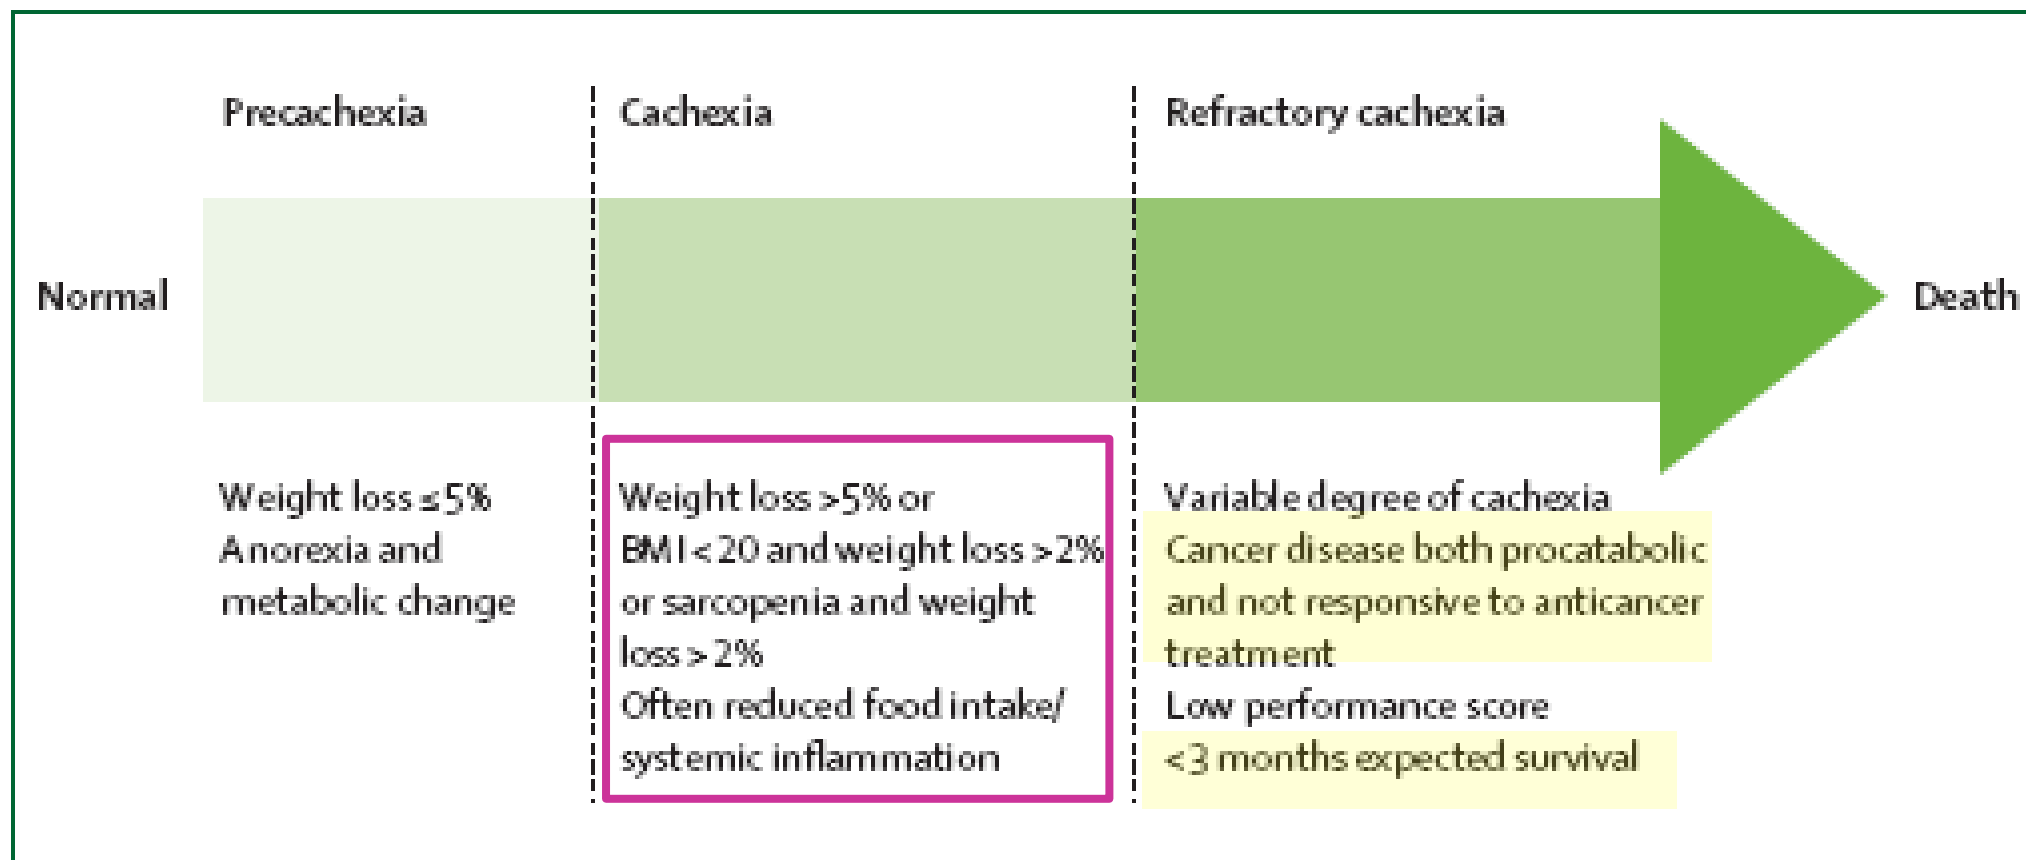 Precachexia
Cachexia
Refractory cachexia
Normal
Death
Weight loss ≤5%
Anorexia and
metabolic change
Weight loss >5% or
BMI <20 and weight loss >2%
or sarcopenia and weight
loss >2%
Often reduced food intake/
systemic inflammation
Variable degree of cachexia
Cancer disease both procatabolic
and not responsive to anticancer
treatment
Low performance score
<3 months expected survival